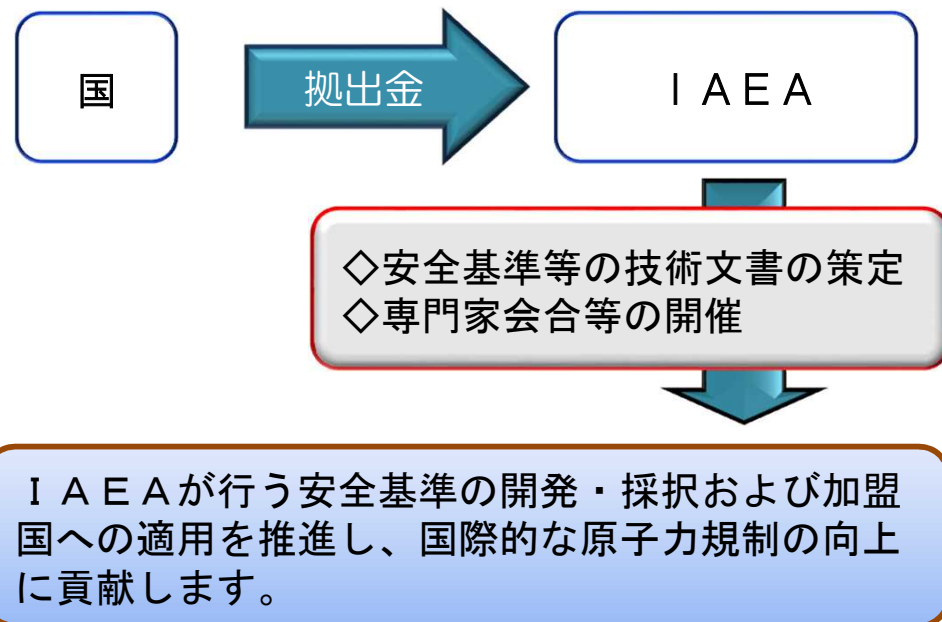 国
拠出金
ＩＡＥＡ
◇安全基準等の技術文書の策定
◇専門家会合等の開催
ＩＡＥＡが行う安全基準の開発・採択および加盟
国への適用を推進し、国際的な原子力規制の向上
に貢献します。